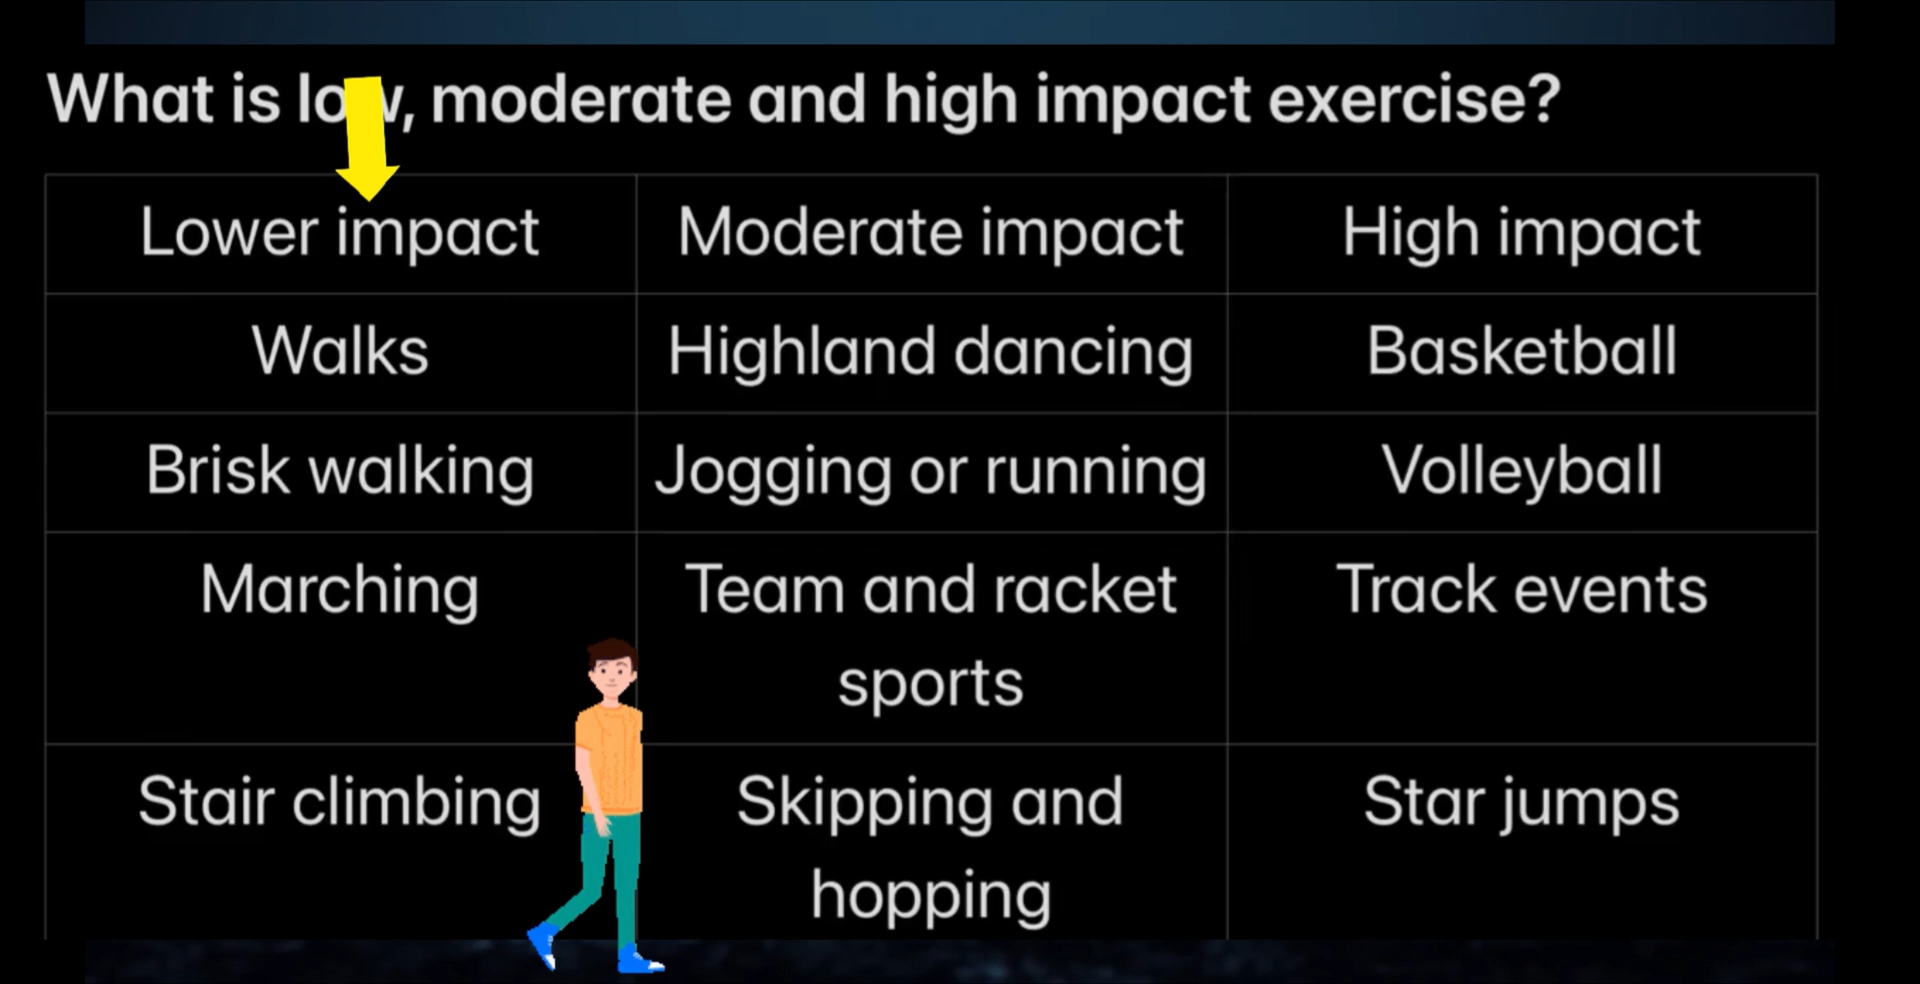 What is low, moderate and high impact exercise?
Lower impact Moderate impact High impact
Walks Highland dancing Basketball
Brisk walking Jogging or running Volleyball
Marching Team and racket Track events
sports
Stair climbing Skipping and Star jumps
hopping